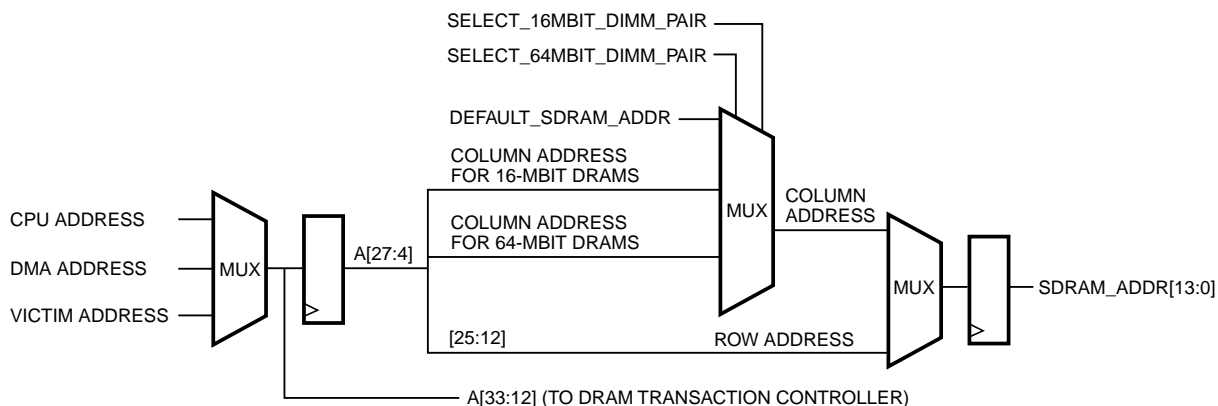 SELECT_16MBIT_DIMM_PAIR
SELECT_64MBIT_DIMM_PAIR
DEFAULT_SDRAM_ADDR
COLUMN ADDRESS
FOR 16-MBIT DRAMS
COLUMN ADDRESS
FOR 64-MBIT DRAMS
MUX
COLUMN
ADDRESS
CPU ADDRESS
DMA ADDRESS
VICTIM ADDRESS
MUX
A[27:4]
MUX
SDRAM_ADDR[13:0]
[25:12]
ROW ADDRESS
A[33:12] (TO DRAM TRANSACTION CONTROLLER)